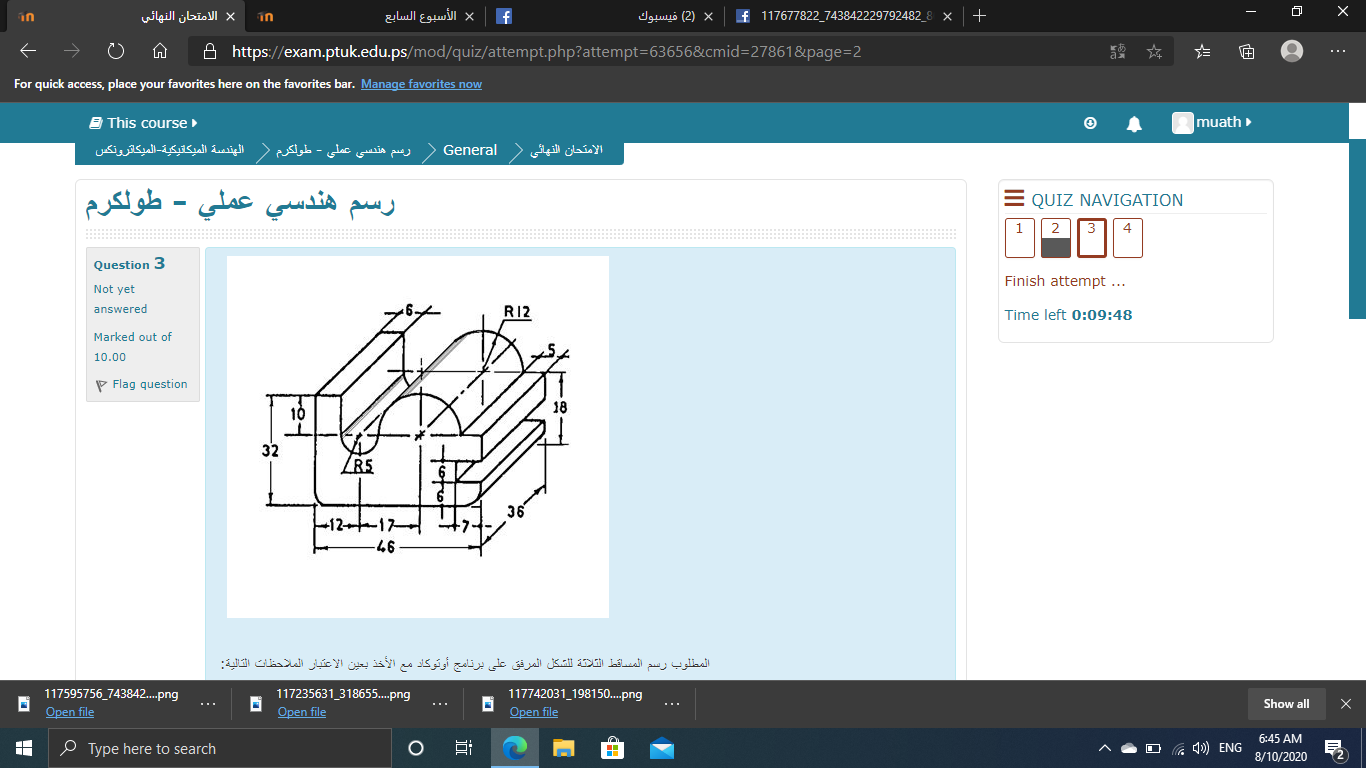 الامتحان النهائي
الأسبوع السابع
(2) فيسبوك
117677822_743842229792482_8
https://exam.ptuk.edu.ps/mod/quiz/attempt.php?attempt=63656&cmid=27861&page=2
For quick access, place your favorites here on the favorites bar. Manage favorites now
This course
muath
الهندسة الميكانيكية-الميكاترونكس
رسم هندسي عملي - طولكرم
General
الامتحان النهائي
رسم هندسي عملي - طولكرم
Question 3
Not yet
answered
Marked out of
10.00
Flag question
6
R12
5
10
18
32
R5
6
6
36
12
17
7
46
المطلوب رسم المساقط الثلاثة للشكل المرفق على برنامج أوتوكاد مع الأخذ بعين الاعتبار الملاحظات التالية:
QUIZ NAVIGATION
1 2 3 4
Finish attempt ...
Time left 0:09:48
117595756_743842....png
Open file
117235631_318655....png
Open file
117742031_198150....png
Open file
Show all
Type here to search
ENG
6:45 AM
8/10/2020
2